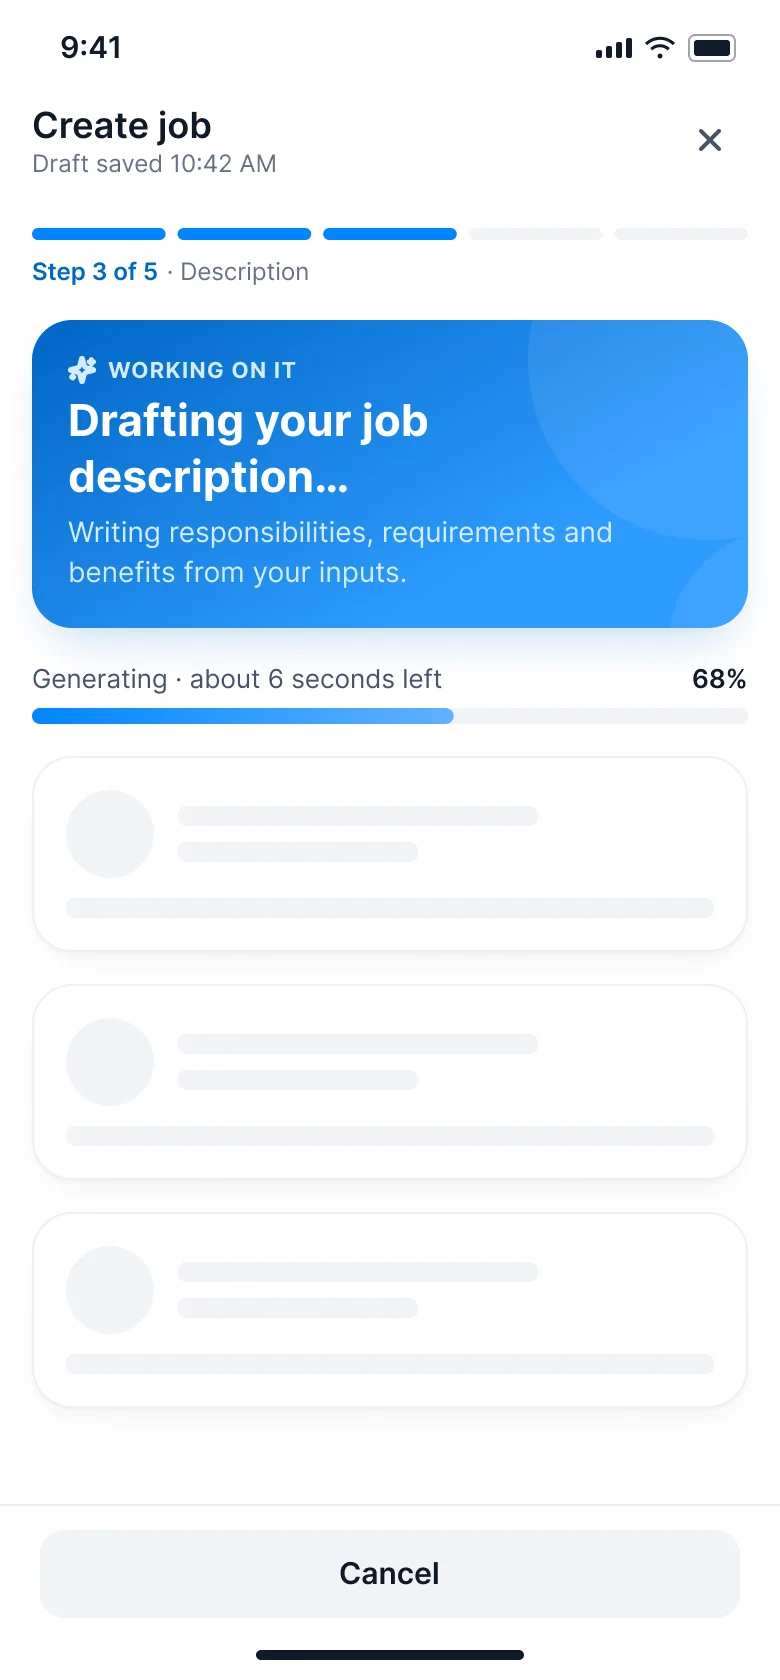 9:41
Create job
Draft saved 10:42 AM
Step 3 of 5 · Description
WORKING ON IT
Drafting your job
description...
Writing responsibilities, requirements and
benefits from your inputs.
Generating · about 6 seconds left
68%
Cancel